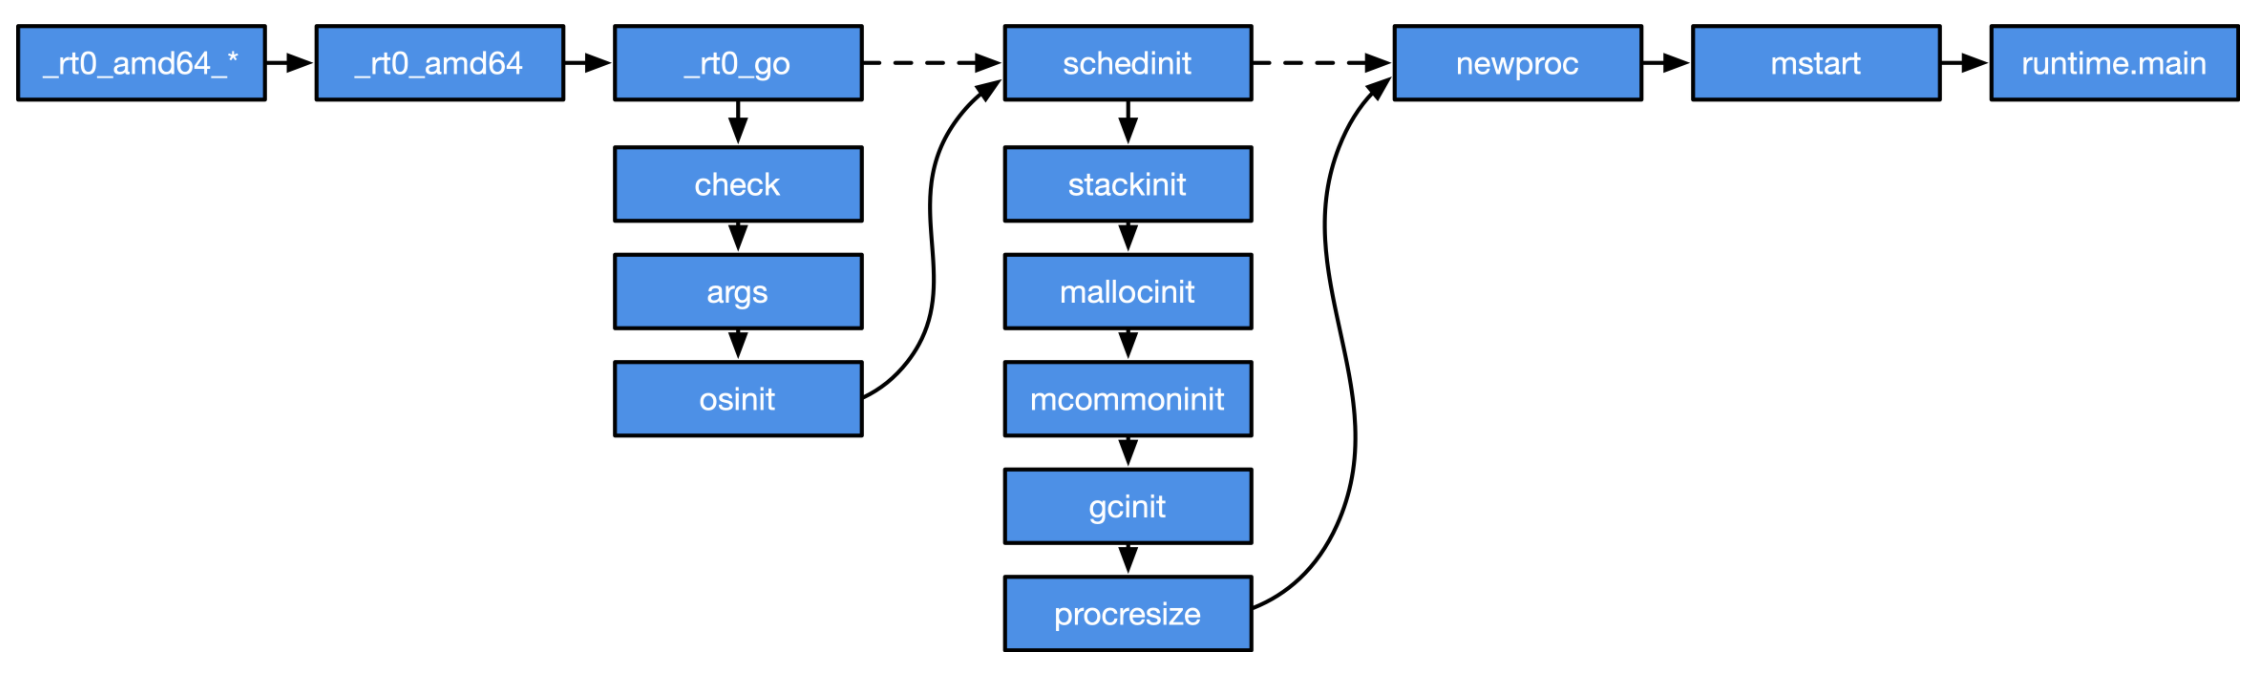 _rt0_amd64_*
_rt0_amd64
_rt0_go
schedinit
newproc
mstart
runtime.main
check
stackinit
args
mallocinit
osinit
mcommoninit
gcinit
procresize